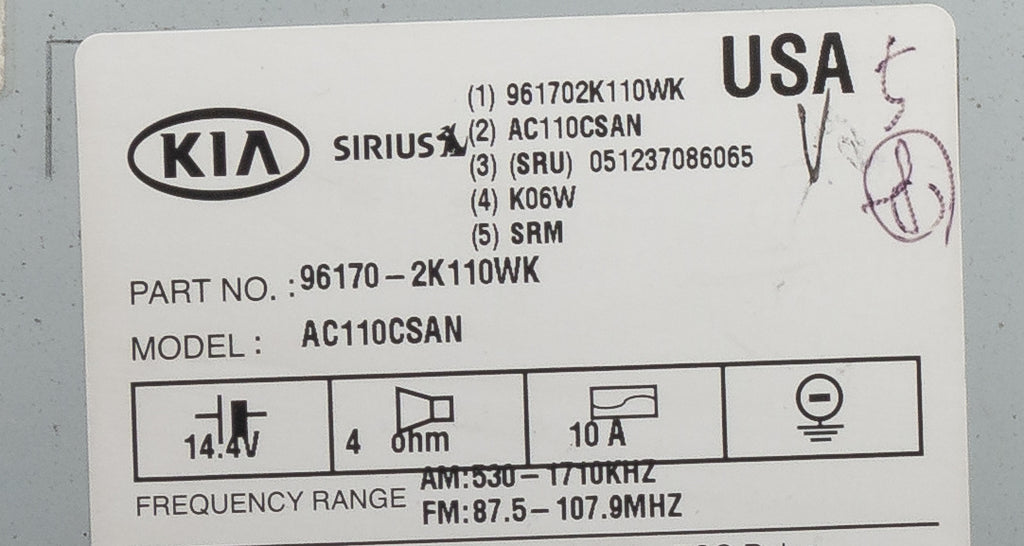 USA
(1) 961702K110WK
KIA SIRIUS (2) AC110CSAN
(3) (SRU) 051237086065
(4) K06W
(5) SRM
PART NO. : 96170-2K110WK
MODEL : AC110CSAN
14.4V 4 ohm 10 A
FREQUENCY RANGE AM:530-1710KHZ
FM:87.5-107.9MHZ